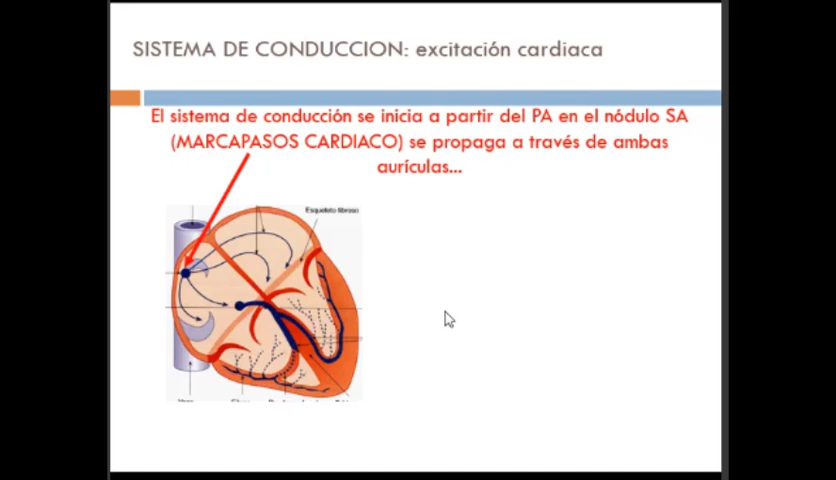 SISTEMA DE CONDUCCION: excitación cardiaca
El sistema de conducción se inicia a partir del PA en el nódulo SA
(MARCAPASOS CARDIACO) se propaga a través de ambas
aurículas...
Esqueleto fibroso